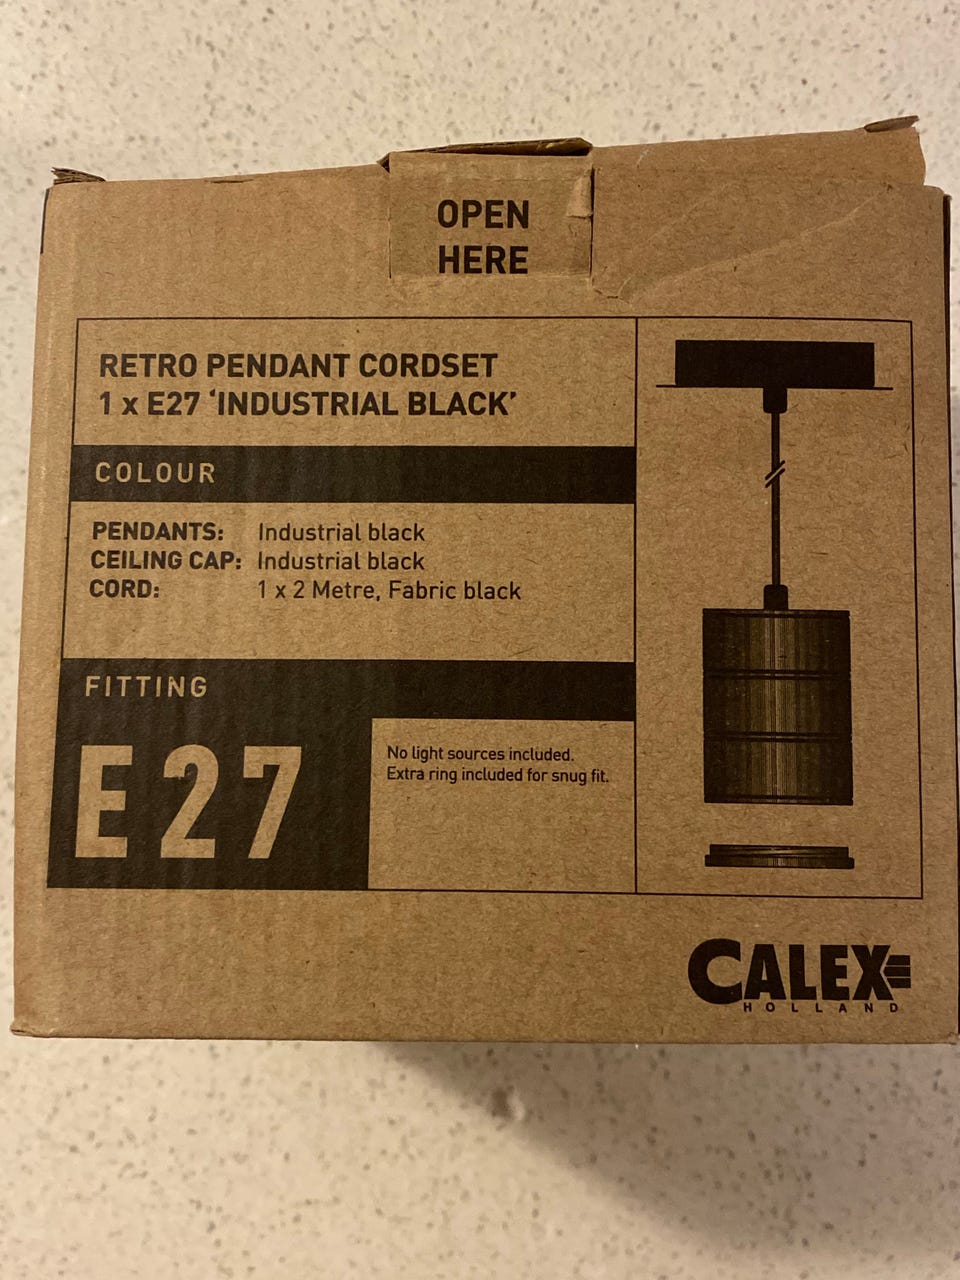 OPEN
HERE
RETRO PENDANT CORDSET
1 x E27 ‘INDUSTRIAL BLACK’
COLOUR
PENDANTS: Industrial black
CEILING CAP: Industrial black
CORD: 1 x 2 Metre, Fabric black
FITTING
E27
No light sources included.
Extra ring included for snug fit.
CALEX
HOLLAND